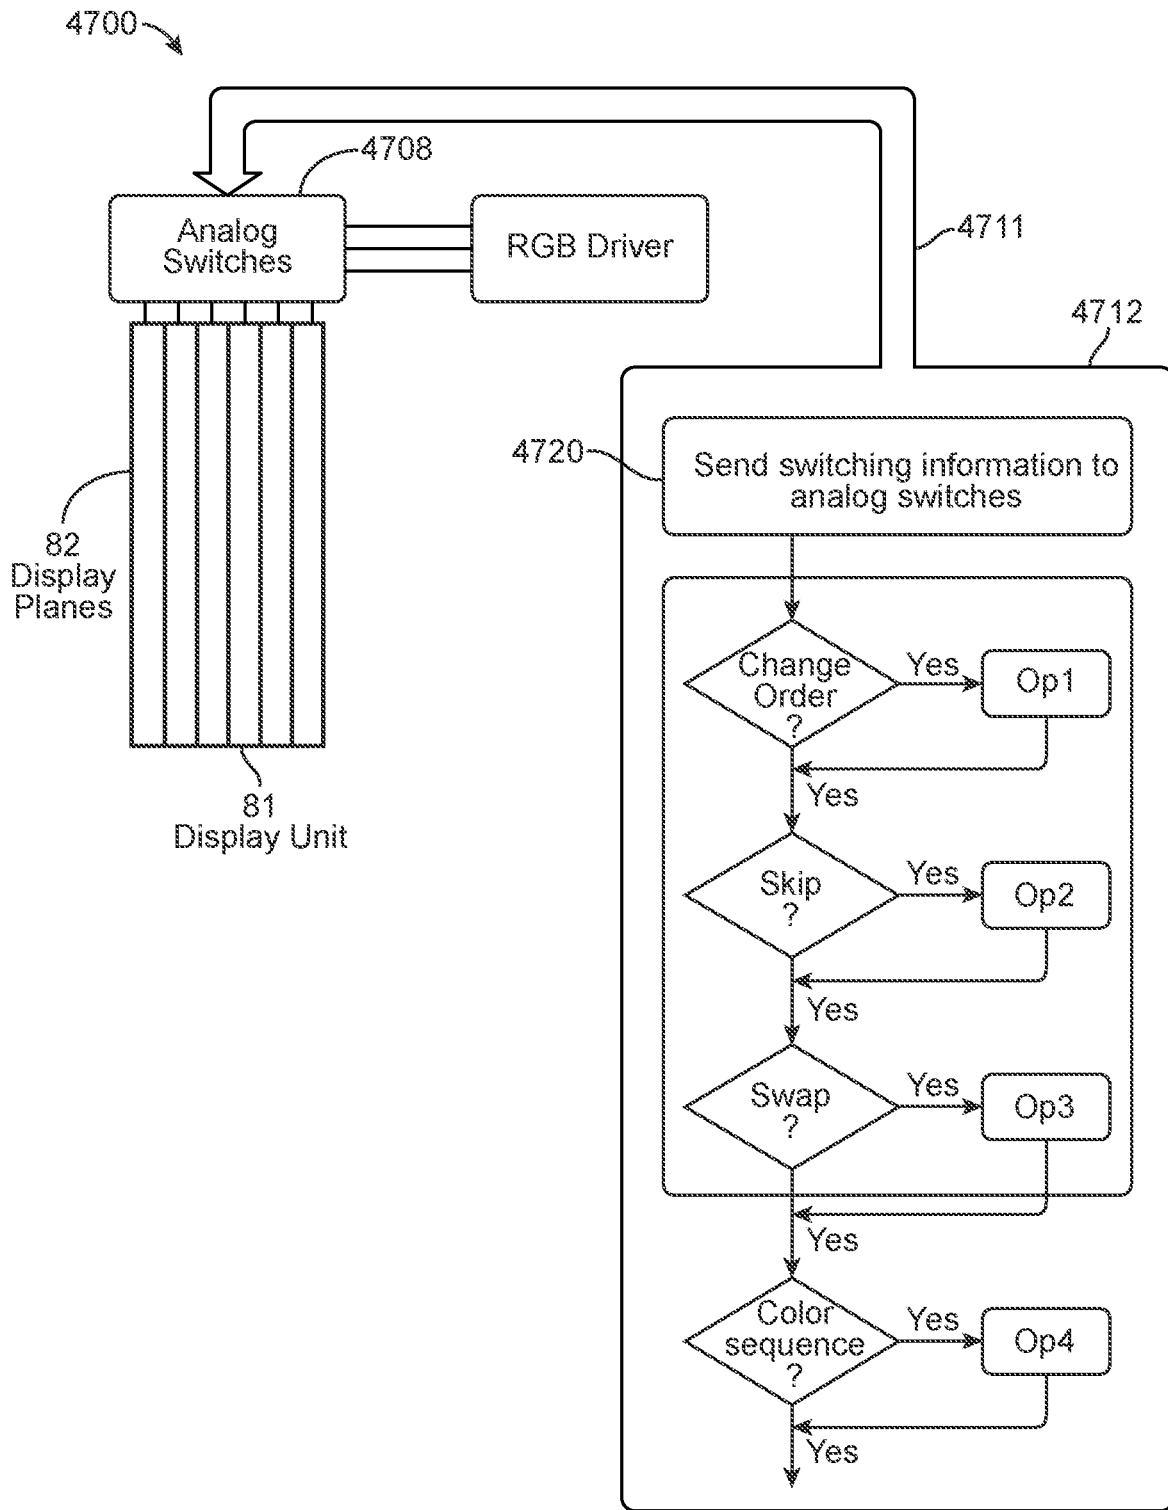 4700
4708
Analog
Switches
RGB Driver
4711
4712
4720
Send switching information to
analog switches
82
Display
Planes
81
Display Unit
Change
Order
?
Yes
Op1
Yes
Skip
?
Yes
Op2
Yes
Swap
?
Yes
Op3
Yes
Color
sequence
?
Yes
Op4
Yes